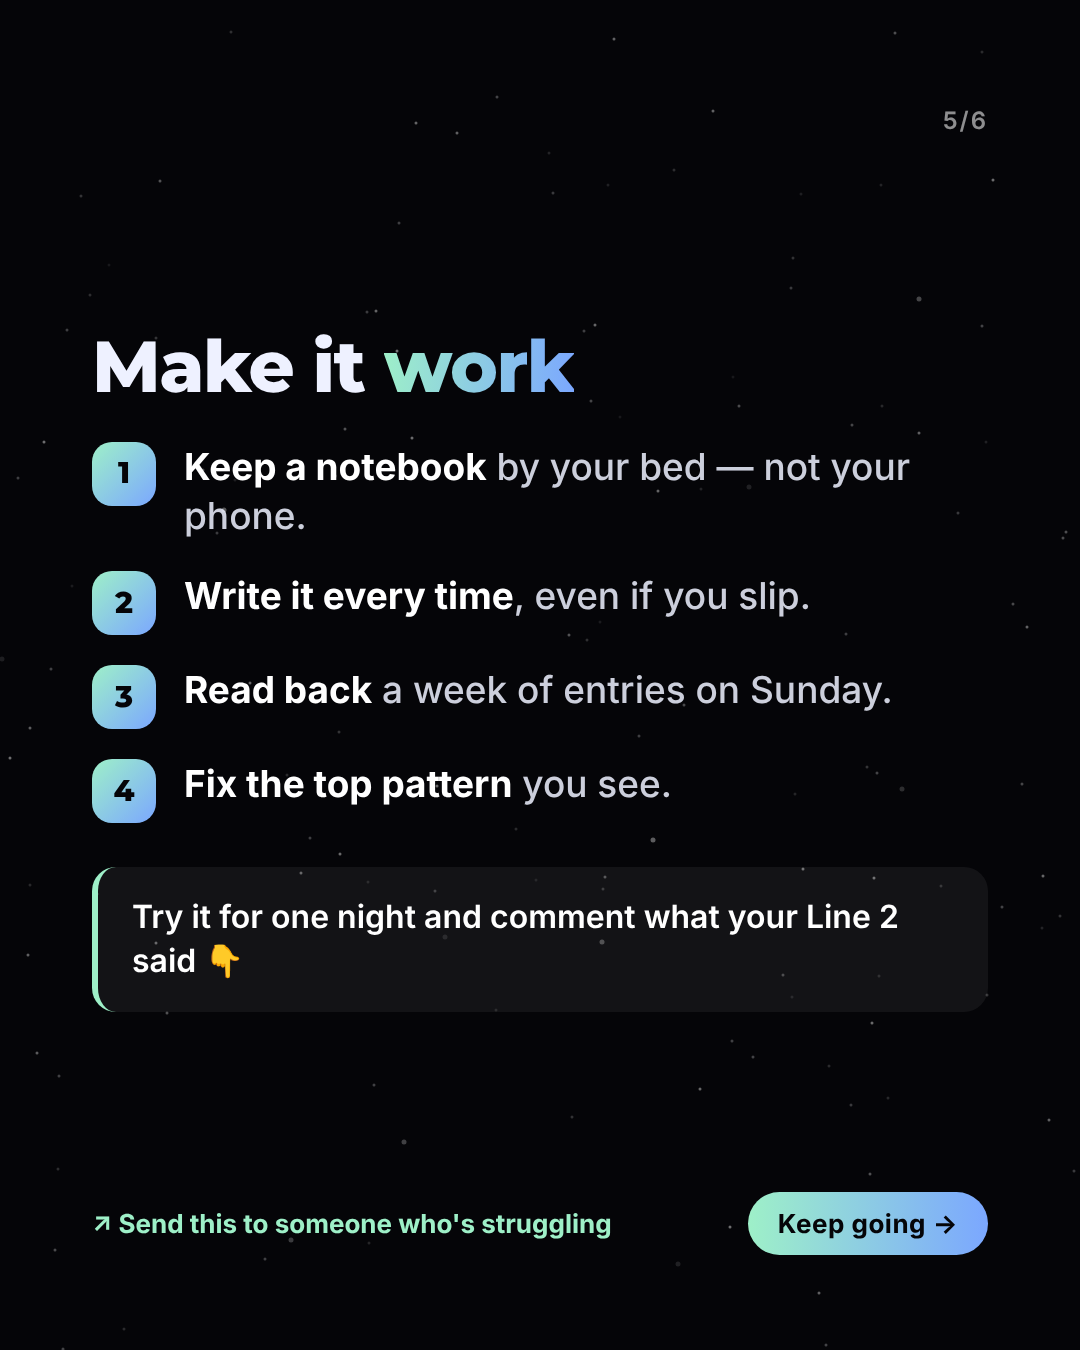 5/6
Make it work
1 Keep a notebook by your bed — not your
phone.
2 Write it every time, even if you slip.
3 Read back a week of entries on Sunday.
4 Fix the top pattern you see.
Try it for one night and comment what your Line 2
said 👇
↗ Send this to someone who's struggling
Keep going →